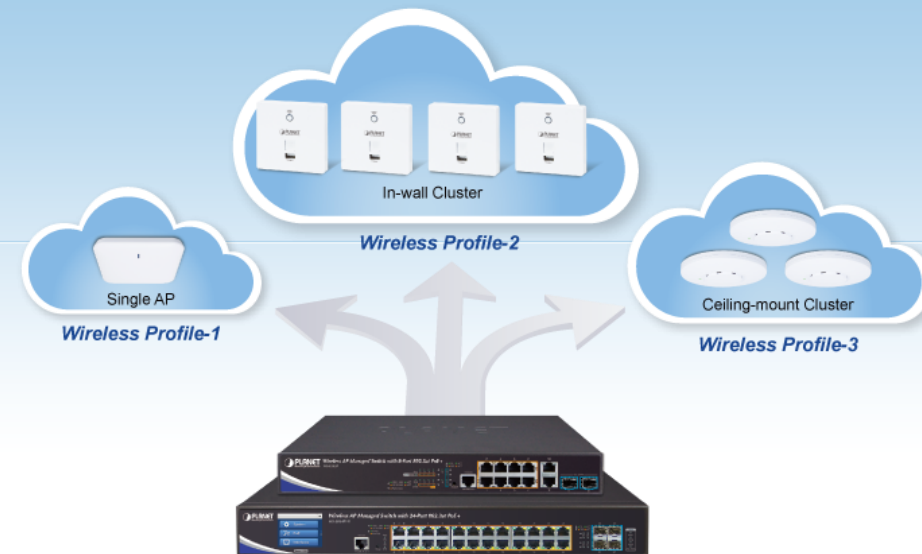 In-wall Cluster
Wireless Profile-2
Single AP
Wireless Profile-1
Ceiling-mount Cluster
Wireless Profile-3
PLANET
Wireless AP Managed Switch with 8-Port 802.3at PoE+
PLANET
Wireless AP Managed Switch with 24-Port 802.3at PoE+